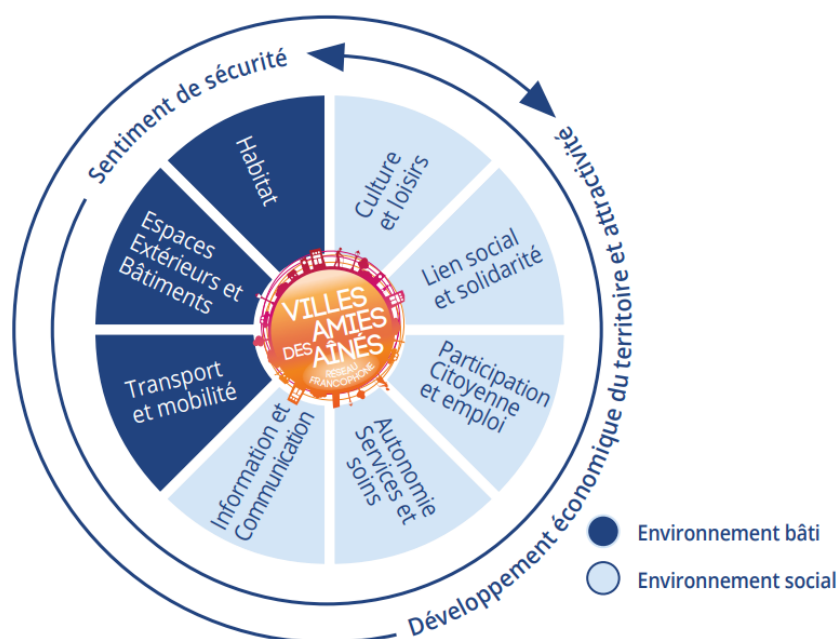 Sentiment de sécurité
Habitat
Culture
et loisirs
Espaces
Extérieurs et
Bâtiments
Lien social
et solidarité
VILLES
AMIES
DES AÎNÉS
RÉSEAU
FRANCOPHONE
Transport
et mobilité
Participation
Citoyenne
et emploi
Information et
Communication
Autonomie
Services et
soins
Développement économique du territoire et attractivité
Environnement bâti
Environnement social